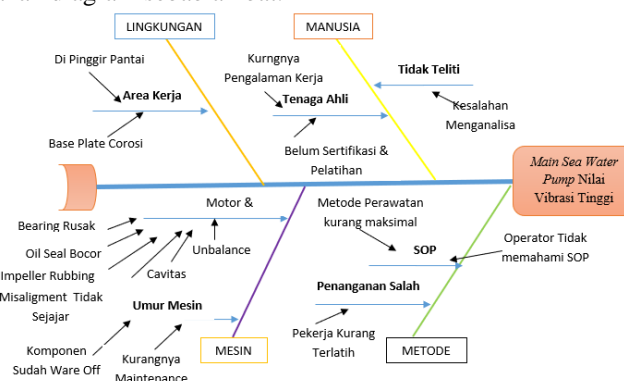 LINGKUNGAN
MANUSIA
Di Pinggir Pantai
Area Kerja
Base Plate Corosi
Kurngnya
Pengalaman Kerja
Tenaga Ahli
Belum Sertifikasi &
Pelatihan
Tidak Teliti
Kesalahan
Menganalisa
Main Sea Water
Pump Nilai
Vibrasi Tinggi
Motor &
Bearing Rusak
Oil Seal Bocor
Impeller Rubbing
Misaligment Tidak
Sejajar
Cavitas
Unbalance
Umur Mesin
Komponen
Sudah Ware Off
Kurangnya
Maintenance
MESIN
Metode Perawatan
kurang maksimal
SOP
Operator Tidak
memahami SOP
Penanganan Salah
Pekerja Kurang
Terlatih
METODE